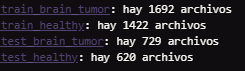 train_brain_tumor: hay 1692 archivos
train_healthy: hay 1422 archivos
test_brain_tumor: hay 729 archivos
test_healthy: hay 620 archivos